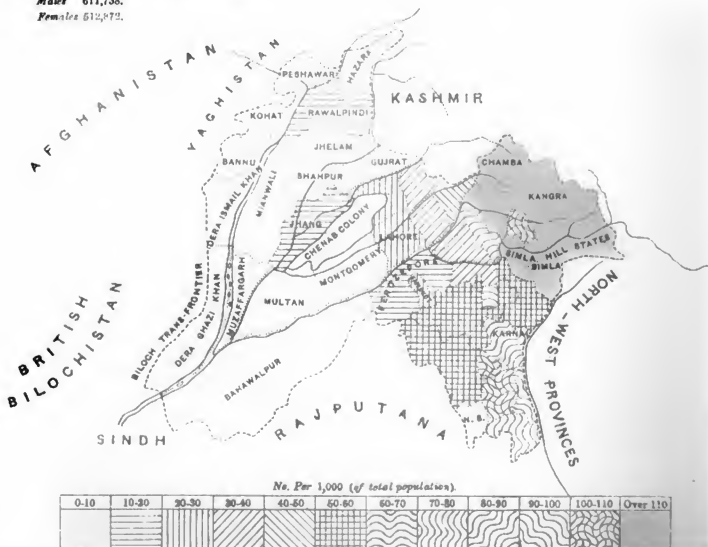 Males 611,738.
Females 512,872.
AFGHANISTAN
YAGHISTAN
PESHAWAR
HAZARA
KASHMIR
KOHAT
RAWALPINDI
BANNU
JHELAM
GUJRAT
CHAMBA
SHAHPUR
KANGRA
DERA ISMAIL KHAN
MIANWALI
JHANG
CHENAB COLONY
LAHORE
SIMLA HILL STATES
SIMLA
MONTGOMERY
FEROZEPORE
MULTAN
MUZAFFARGARH
DERA GHAZI KHAN
BILOCH TRANS-FRONTIER
KARNAL
NORTH-WEST PROVINCES
BRITISH
BILOCHISTAN
BAHAWALPUR
RAJPUTANA
SINDH
No. Per 1,000 (of total population).
0-10 10-20 20-30 30-40 40-50 50-60 60-70 70-80 80-90 90-100 100-110 Over 110